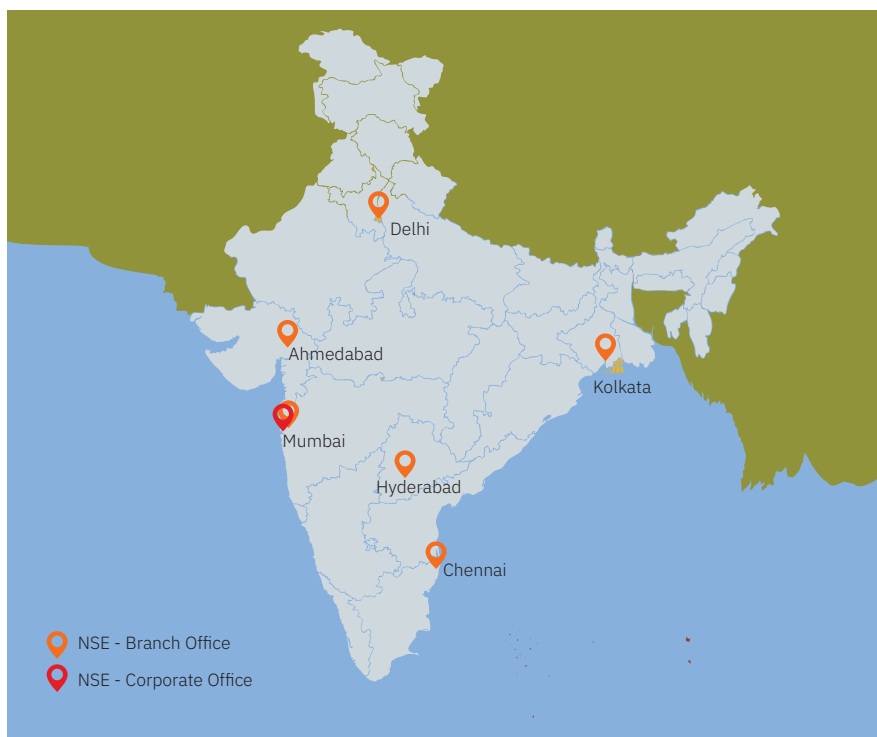 Delhi
Ahmedabad
Kolkata
Mumbai
Hyderabad
Chennai
NSE - Branch Office
NSE - Corporate Office